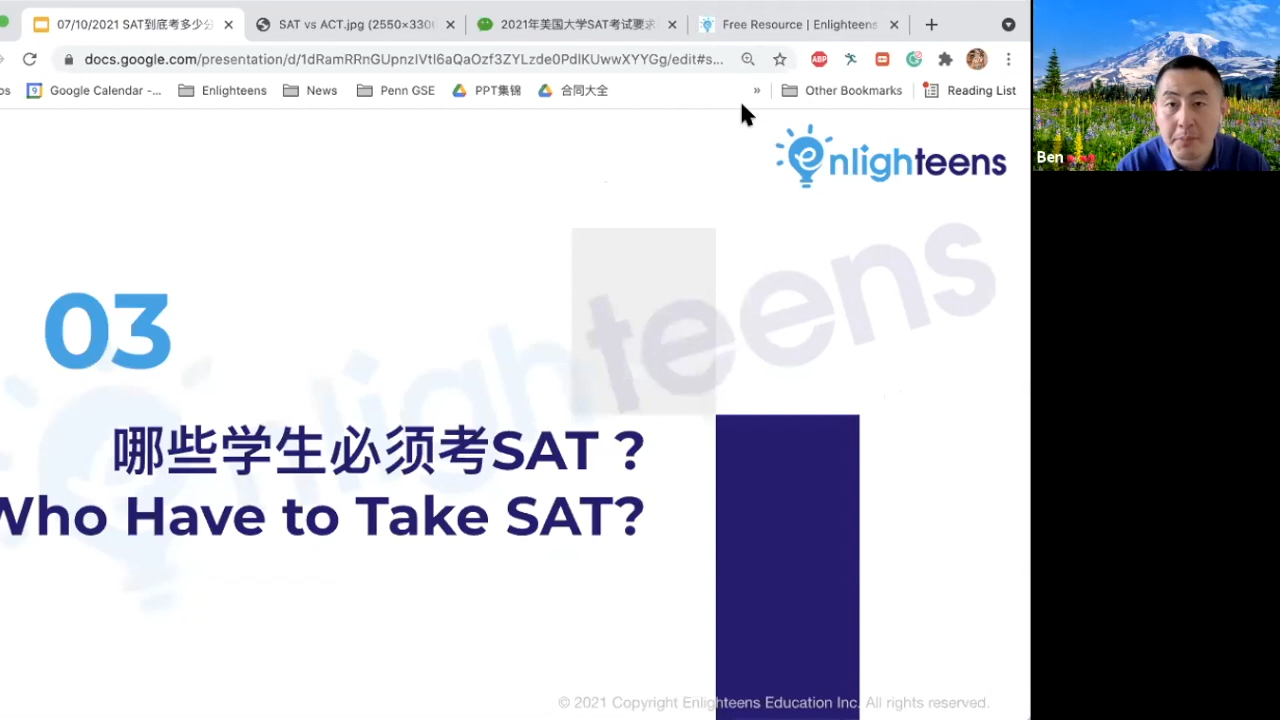 07/10/2021 SAT到底考多少分
SAT vs ACT.jpg (2550×330
2021年美国大学SAT考试要求
Free Resource | Enlighteens
docs.google.com/presentation/d/1dRamRRnGUpnzIVtl6aQaOzf3ZYLzde0PdlKUwwXYYGg/edit#s...
os
9
Google Calendar -...
Enlighteens
News
Penn GSE
PPT集锦
合同大全
»
Other Bookmarks
Reading List
ABP
enlighteens
Ben
enlighteens
03
哪些学生必须考SAT？
Who Have to Take SAT?
© 2021 Copyright Enlighteens Education Inc. All rights reserved.